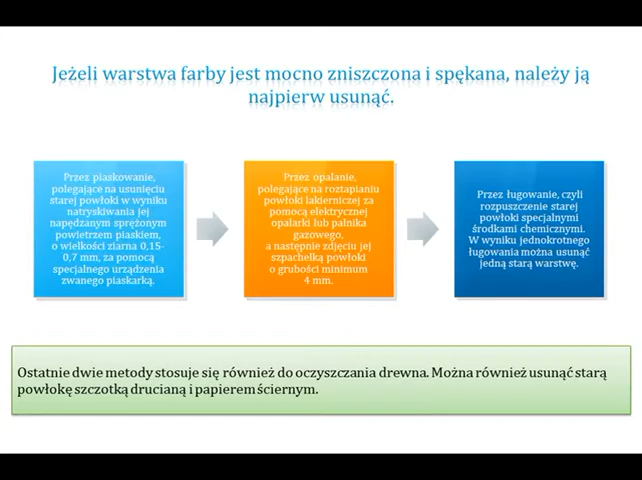 Jeżeli warstwa farby jest mocno zniszczona i spękana, należy ją
najpierw usunąć.
Przez piaskowanie,
polegające na usunięciu
starej powłoki w wyniku
natryskiwania jej
napędzanym sprężonym
powietrzem piaskiem,
o wielkości ziarna 0,15-
0,7 mm, za pomocą
specjalnego urządzenia
zwanego piaskarką.
Przez opalanie,
polegające na roztapianiu
powłoki lakierniczej za
pomocą elektrycznej
opalarki lub palnika
gazowego,
a następnie zdjęciu jej
szpachelką powłoki
o grubości minimum
4 mm.
Przez ługowanie, czyli
rozpuszczenie starej
powłoki specjalnymi
środkami chemicznymi.
W wyniku jednokrotnego
ługowania można usunąć
jedną starą warstwę.
Ostatnie dwie metody stosuje się również do oczyszczania drewna. Można również usunąć starą
powłokę szczotką drucianą i papierem ściernym.